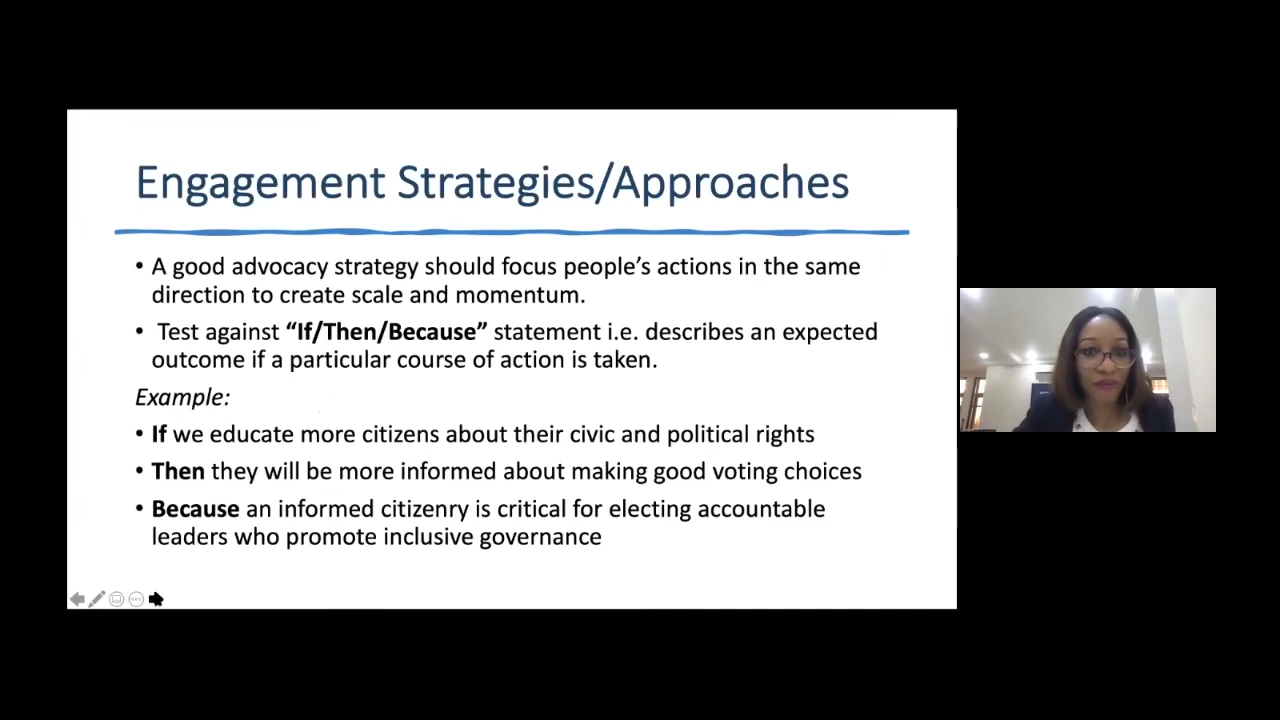 Engagement Strategies/Approaches
• A good advocacy strategy should focus people’s actions in the same
direction to create scale and momentum.
• Test against “If/Then/Because” statement i.e. describes an expected
outcome if a particular course of action is taken.
Example:
• If we educate more citizens about their civic and political rights
• Then they will be more informed about making good voting choices
• Because an informed citizenry is critical for electing accountable
leaders who promote inclusive governance